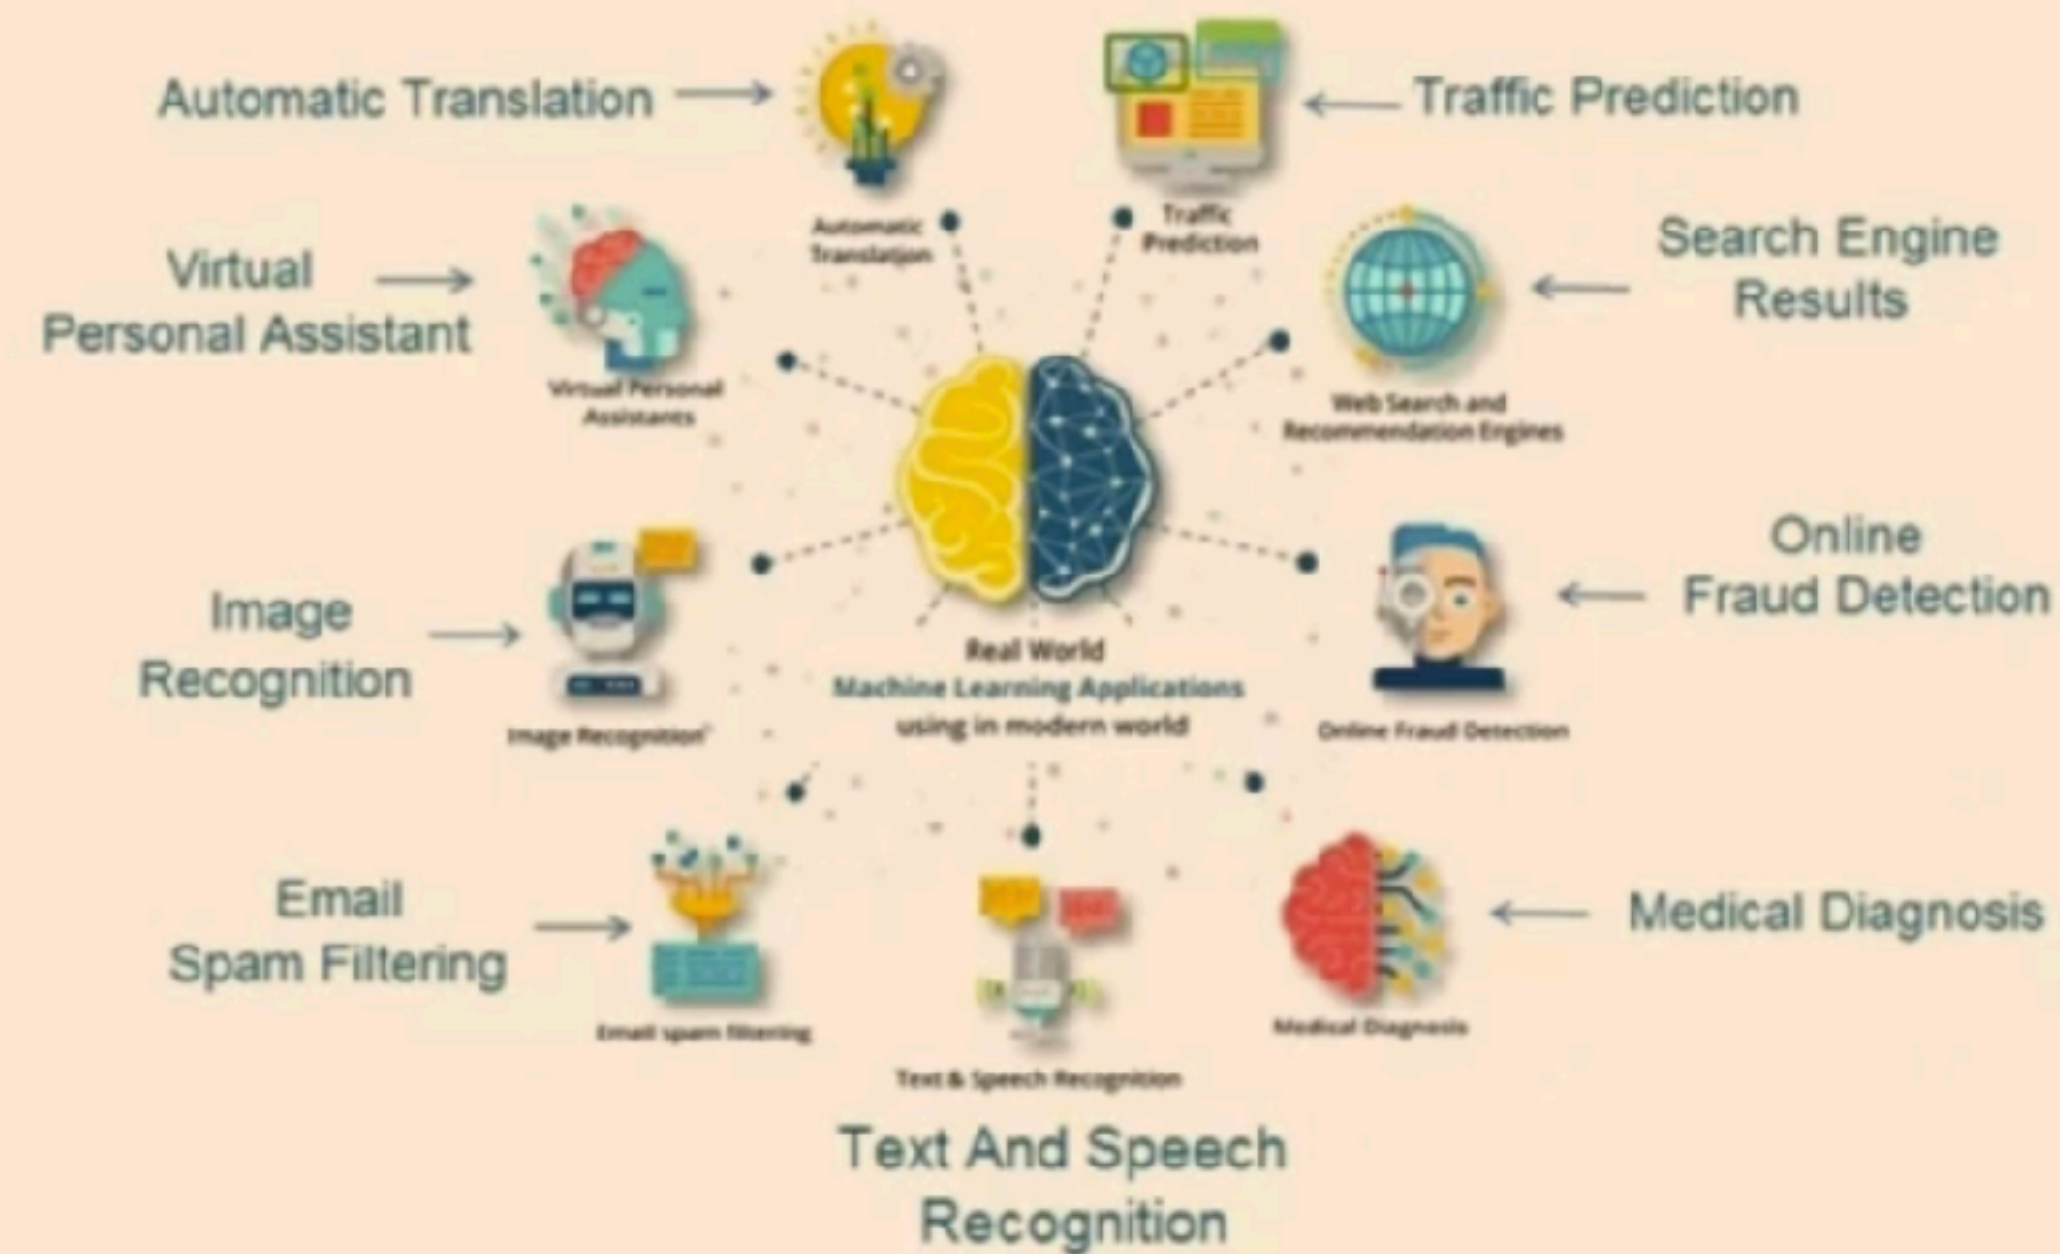 Automatic Translation
Traffic Prediction
Automatic
Translation
Traffic
Prediction
Virtual
Personal Assistant
Search Engine
Results
Virtual Personal
Assistants
Web Search and
Recommendation Engines
Image
Recognition
Online
Fraud Detection
Real World
Machine Learning Applications
using in modern world
Image Recognition
Online Fraud Detection
Email
Spam Filtering
Medical Diagnosis
Email spam filtering
Medical Diagnosis
Text & Speech Recognition
Text And Speech
Recognition